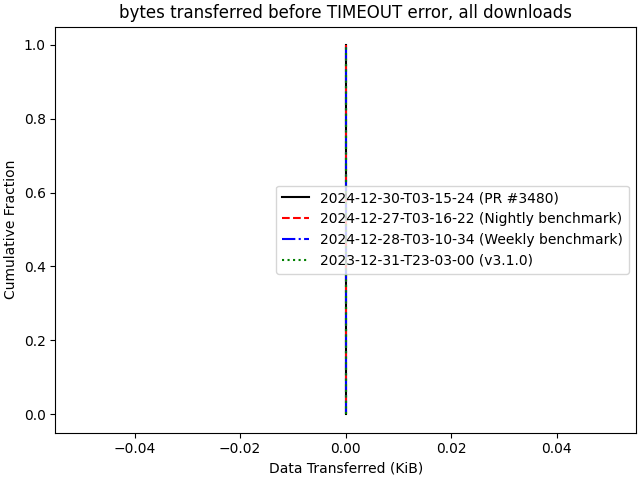 bytes transferred before TIMEOUT error, all downloads
1.0
0.8
0.6
0.4
0.2
0.0
Cumulative Fraction
2024-12-30-T03-15-24 (PR #3480)
2024-12-27-T03-16-22 (Nightly benchmark)
2024-12-28-T03-10-34 (Weekly benchmark)
2023-12-31-T23-03-00 (v3.1.0)
−0.04 −0.02 0.00 0.02 0.04
Data Transferred (KiB)